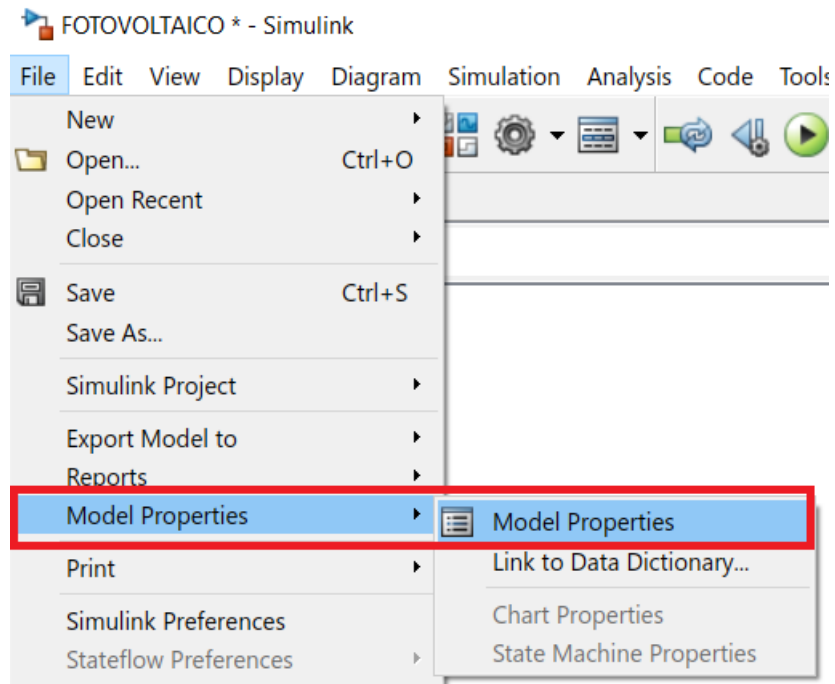 FOTOVOLTAICO * - Simulink
File Edit View Display Diagram Simulation Analysis Code Tools
New
Open... Ctrl+O
Open Recent
Close
Save Ctrl+S
Save As...
Simulink Project
Export Model to
Reports
Model Properties
Model Properties
Link to Data Dictionary...
Print
Chart Properties
Simulink Preferences
State Machine Properties
Stateflow Preferences